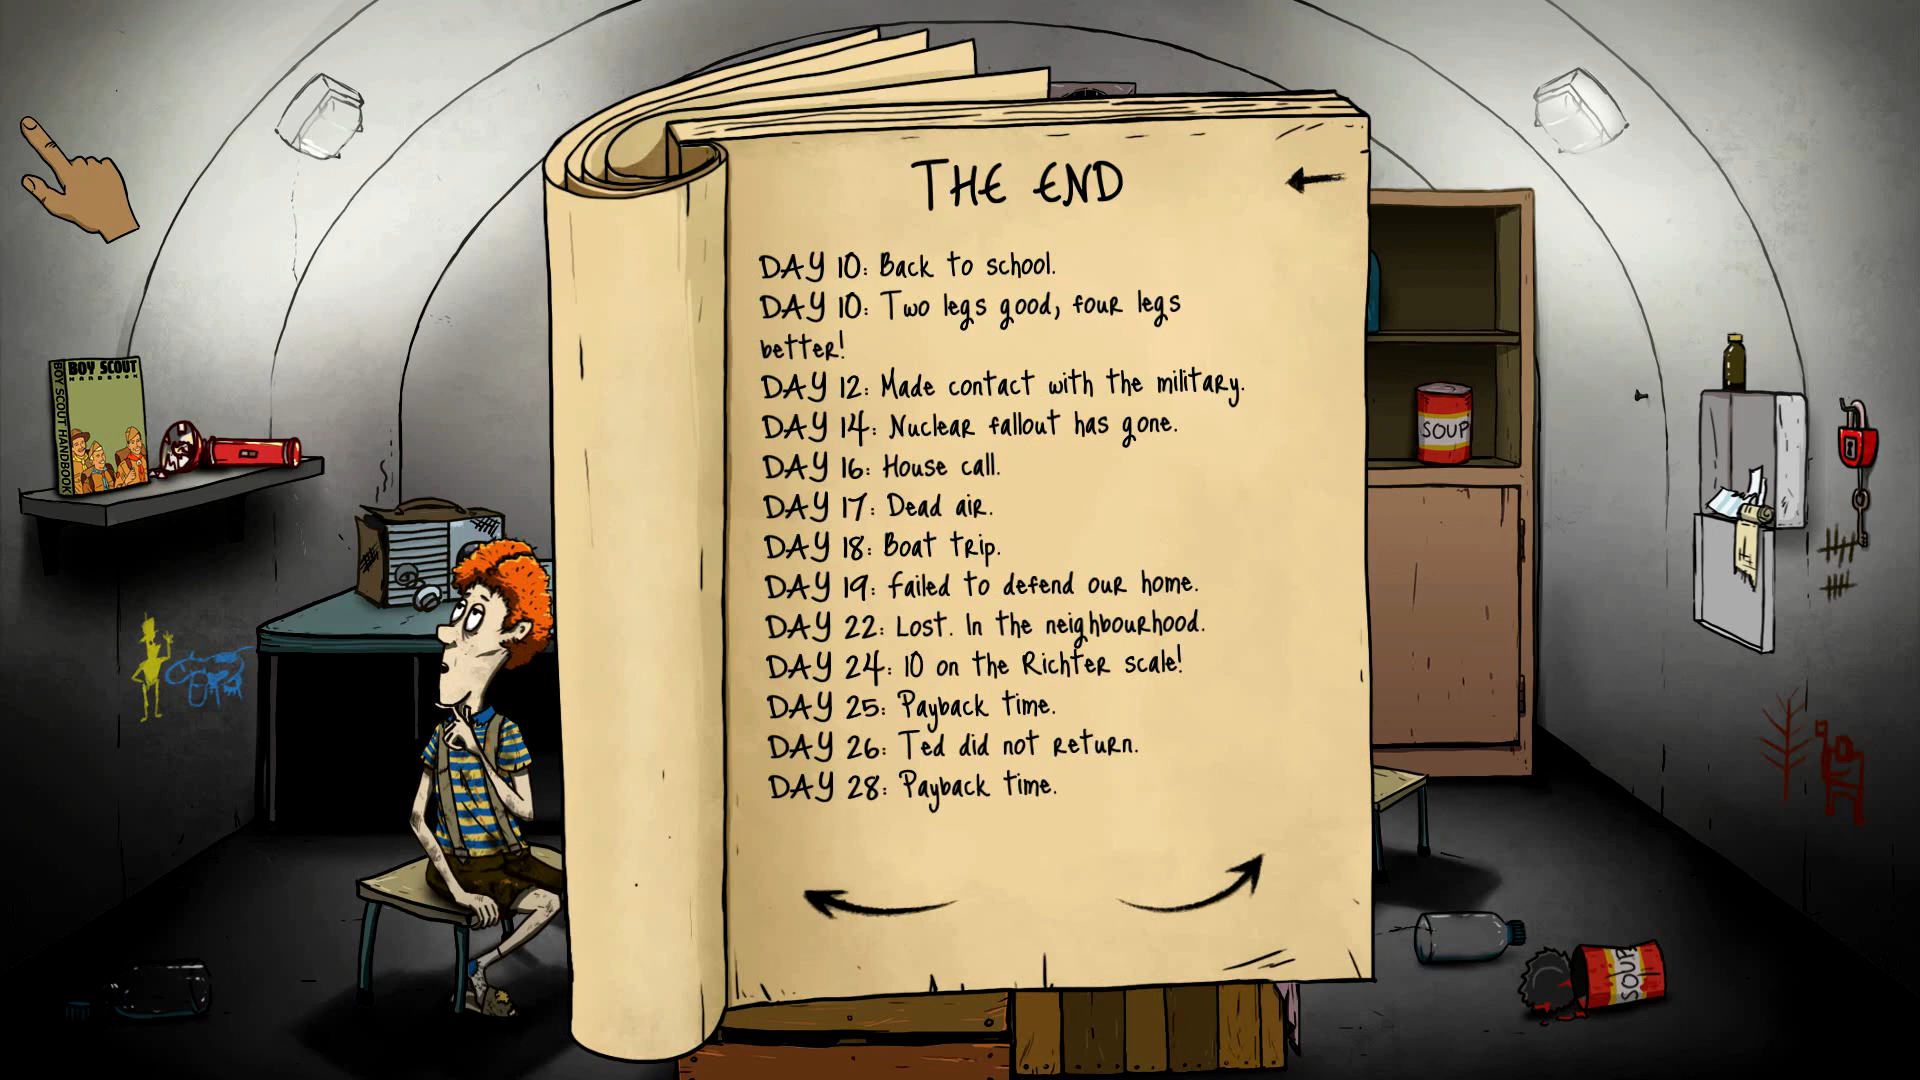 THE END
DAY 10: Back to school.
DAY 10: Two legs good, four legs
better!
DAY 12: Made contact with the military.
DAY 14: Nuclear fallout has gone.
DAY 16: House call.
DAY 17: Dead air.
DAY 18: Boat trip.
DAY 19: failed to defend our home.
DAY 22: Lost. In the neighbourhood.
DAY 24: 10 on the Richter scale!
DAY 25: Payback time.
DAY 26: Ted did not return.
DAY 28: Payback time.
BOY SCOUT
HANDBOOK
BOY SCOUT HANDBOOK
SOUP
SOUP